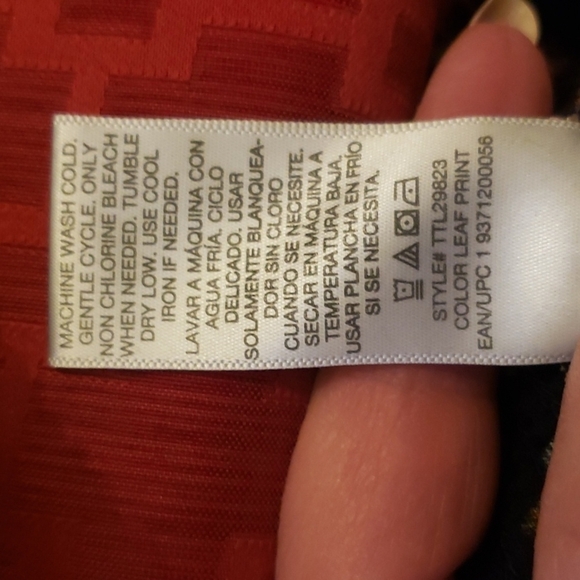 MACHINE WASH COLD.
GENTLE CYCLE. ONLY
NON CHLORINE BLEACH
WHEN NEEDED. TUMBLE
DRY LOW. USE COOL
IRON IF NEEDED.
LAVAR A MÁQUINA CON
AGUA FRÍA. CICLO
DELICADO. USAR
SOLAMENTE BLANQUEA-
DOR SIN CLORO
CUANDO SE NECESITE.
SECAR EN MÁQUINA A
TEMPERATURA BAJA.
USAR PLANCHA EN FRÍO
SI SE NECESITA.
STYLE# TTL29823
COLOR LEAF PRINT
EAN/UPC 1 9371200056